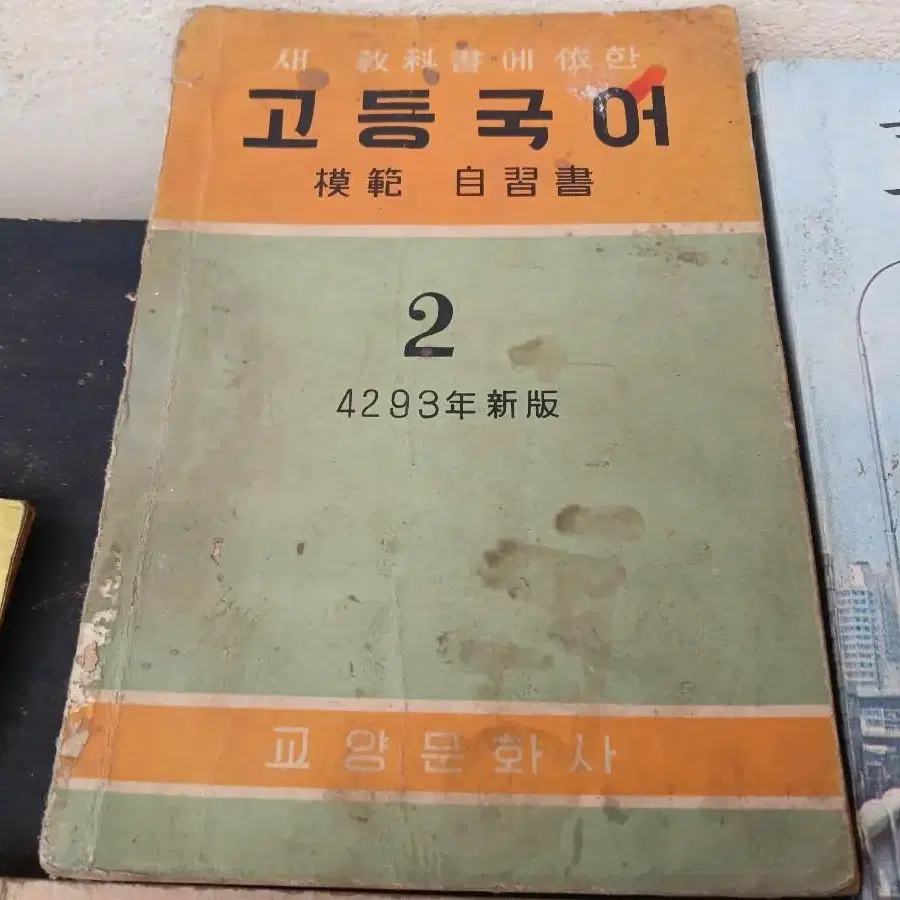 새 敎科書에 依한
고등국어
模範 自習書
2
4293年新版
교양문화사